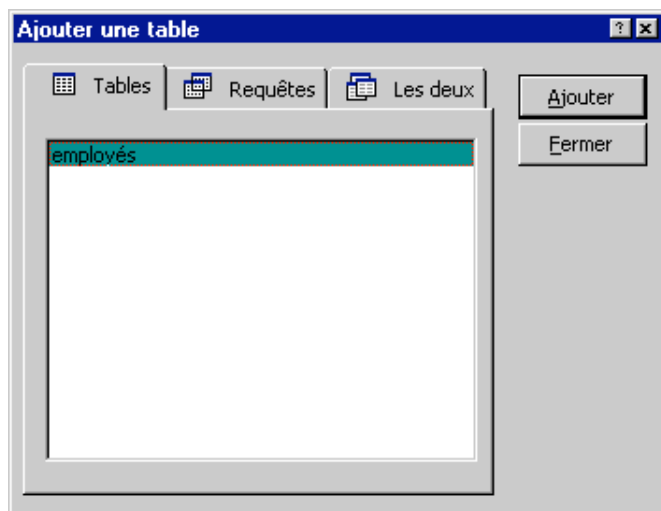 Ajouter une table
Tables
Requêtes
Les deux
Ajouter
Fermer
employés